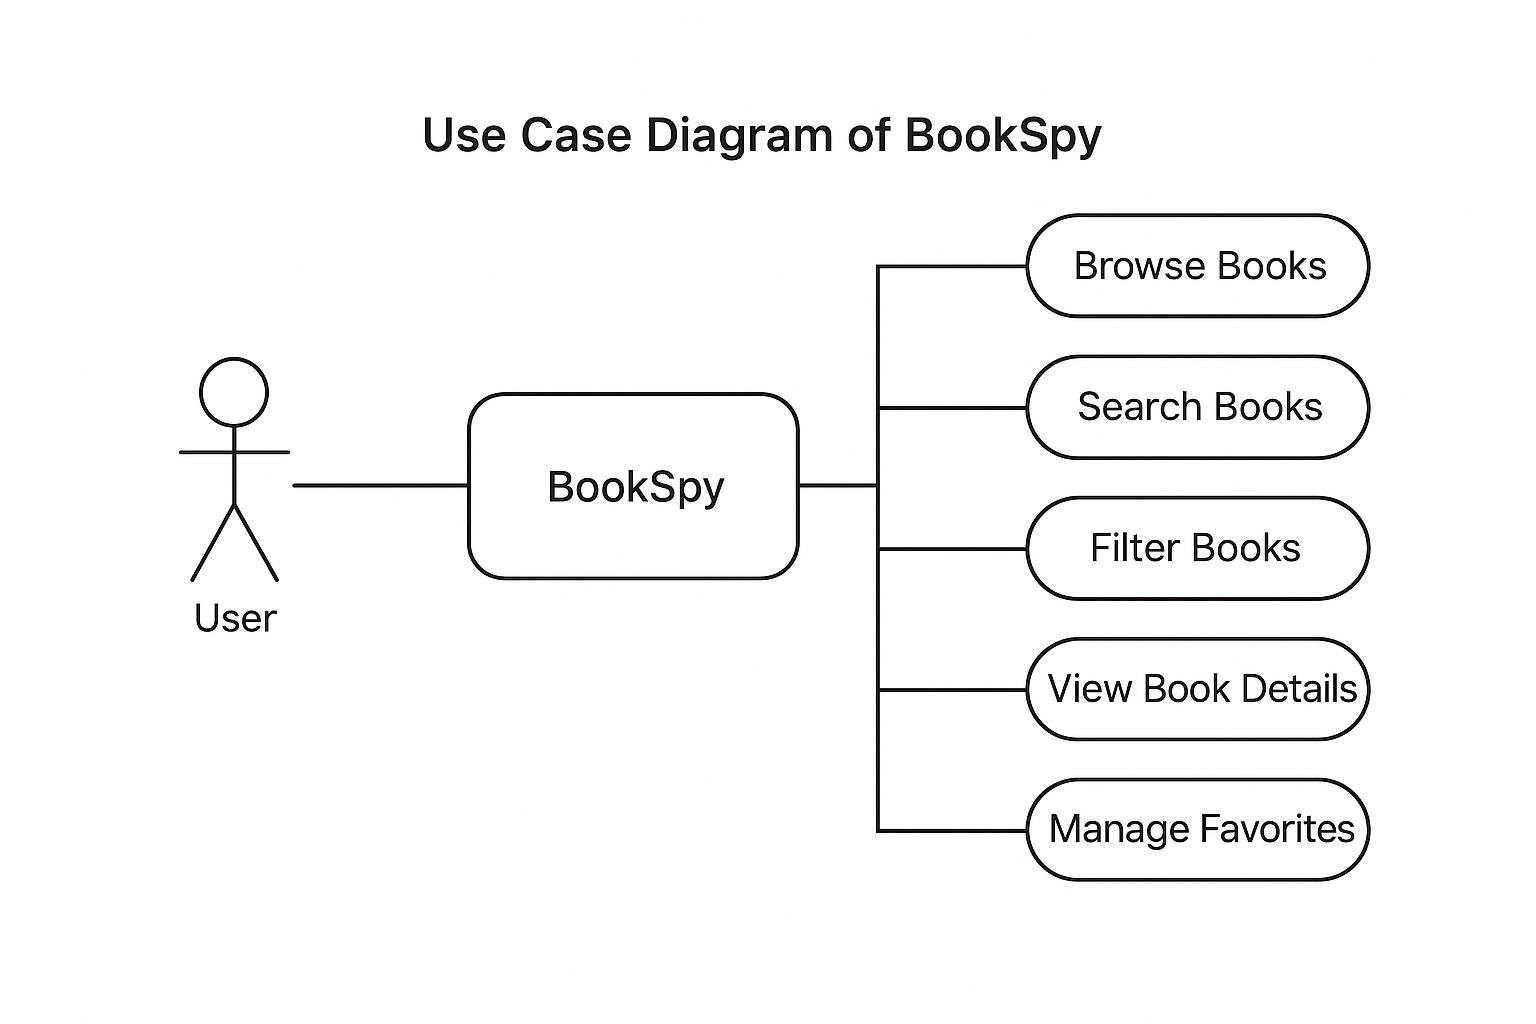 Use Case Diagram of BookSpy
User
BookSpy
Browse Books
Search Books
Filter Books
View Book Details
Manage Favorites